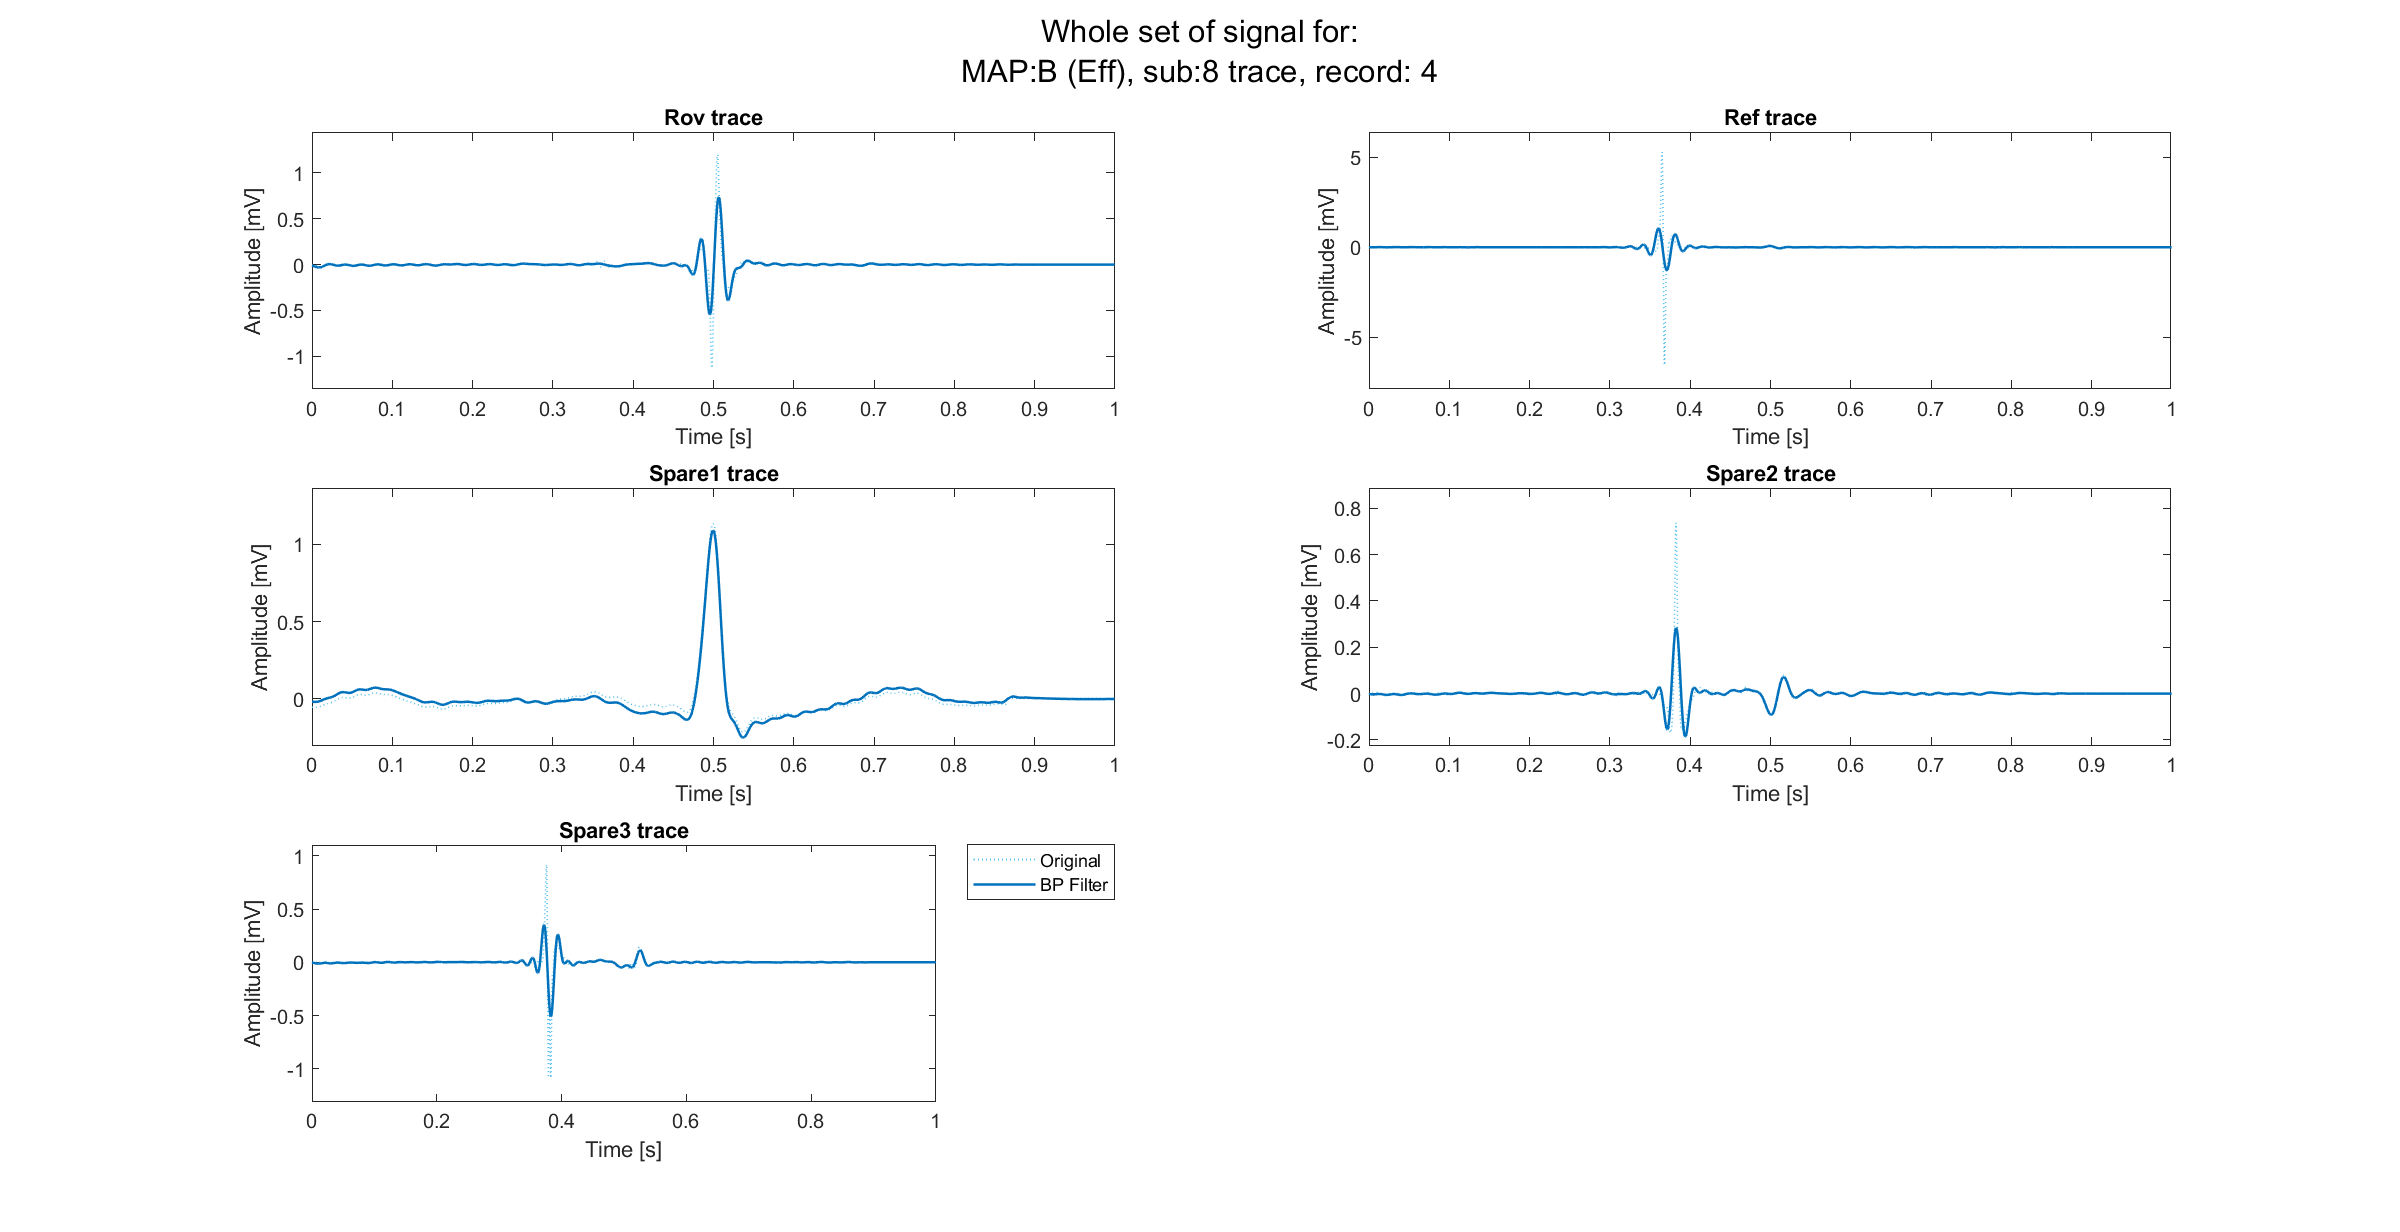 Whole set of signal for:
MAP:B (Eff), sub:8 trace, record: 4
Rov trace
Amplitude [mV]
1
0.5
0
-0.5
-1
0 0.1 0.2 0.3 0.4 0.5 0.6 0.7 0.8 0.9 1
Time [s]
Ref trace
Amplitude [mV]
5
0
-5
0 0.1 0.2 0.3 0.4 0.5 0.6 0.7 0.8 0.9 1
Time [s]
Spare1 trace
Amplitude [mV]
1
0.5
0
0 0.1 0.2 0.3 0.4 0.5 0.6 0.7 0.8 0.9 1
Time [s]
Spare2 trace
Amplitude [mV]
0.8
0.6
0.4
0.2
0
-0.2
0 0.1 0.2 0.3 0.4 0.5 0.6 0.7 0.8 0.9 1
Time [s]
Spare3 trace
Amplitude [mV]
1
0.5
0
-0.5
-1
0 0.2 0.4 0.6 0.8 1
Time [s]
Original
BP Filter